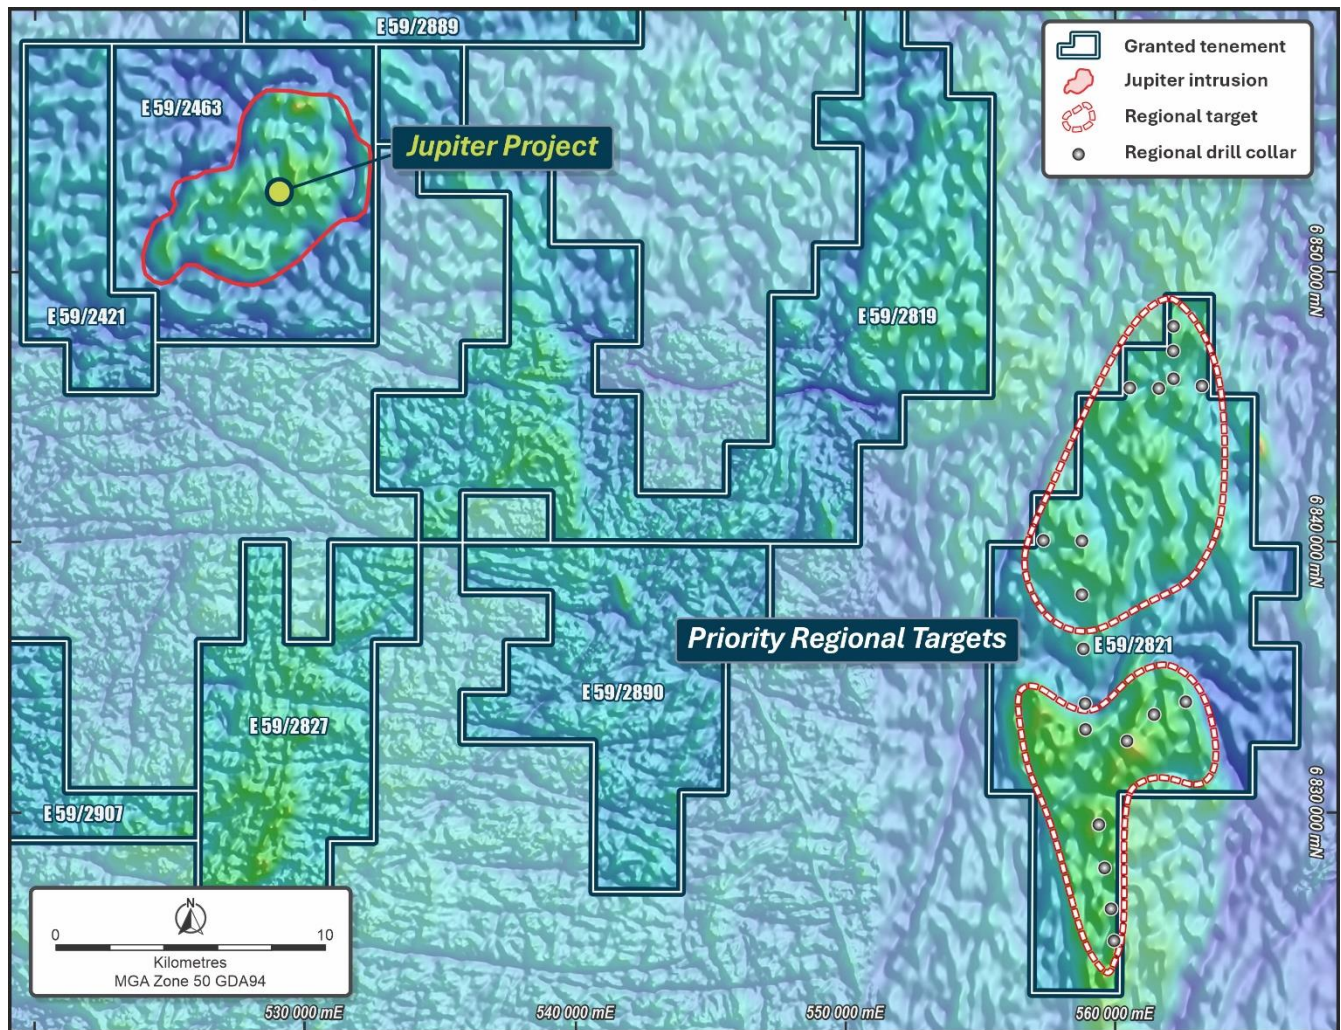 E 59/2889
Granted tenement
Jupiter intrusion
Regional target
Regional drill collar
E 59/2463
Jupiter Project
6 850 000 mN
E 59/2421
E 59/2819
6 840 000 mN
Priority Regional Targets
E 59/2821
E 59/2890
E 59/2827
6 830 000 mN
E 59/2907
N
0 10
Kilometres
MGA Zone 50 GDA94
530 000 mE 540 000 mE 550 000 mE 560 000 mE